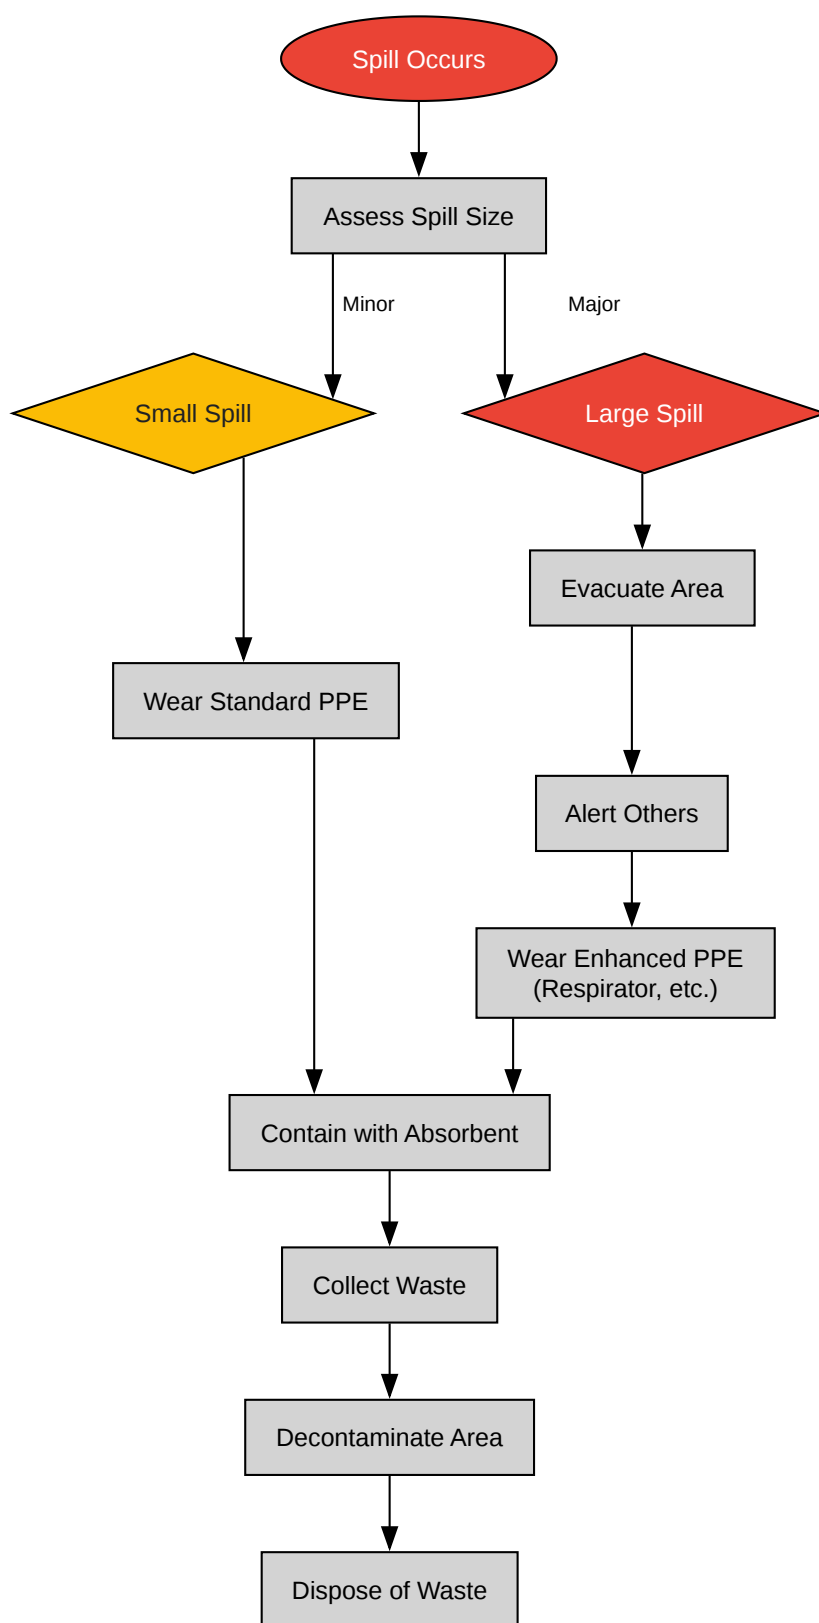 Spill Occurs
Assess Spill Size
Minor
Major
Small Spill
Large Spill
Evacuate Area
Wear Standard PPE
Alert Others
Wear Enhanced PPE
(Respirator, etc.)
Contain with Absorbent
Collect Waste
Decontaminate Area
Dispose of Waste